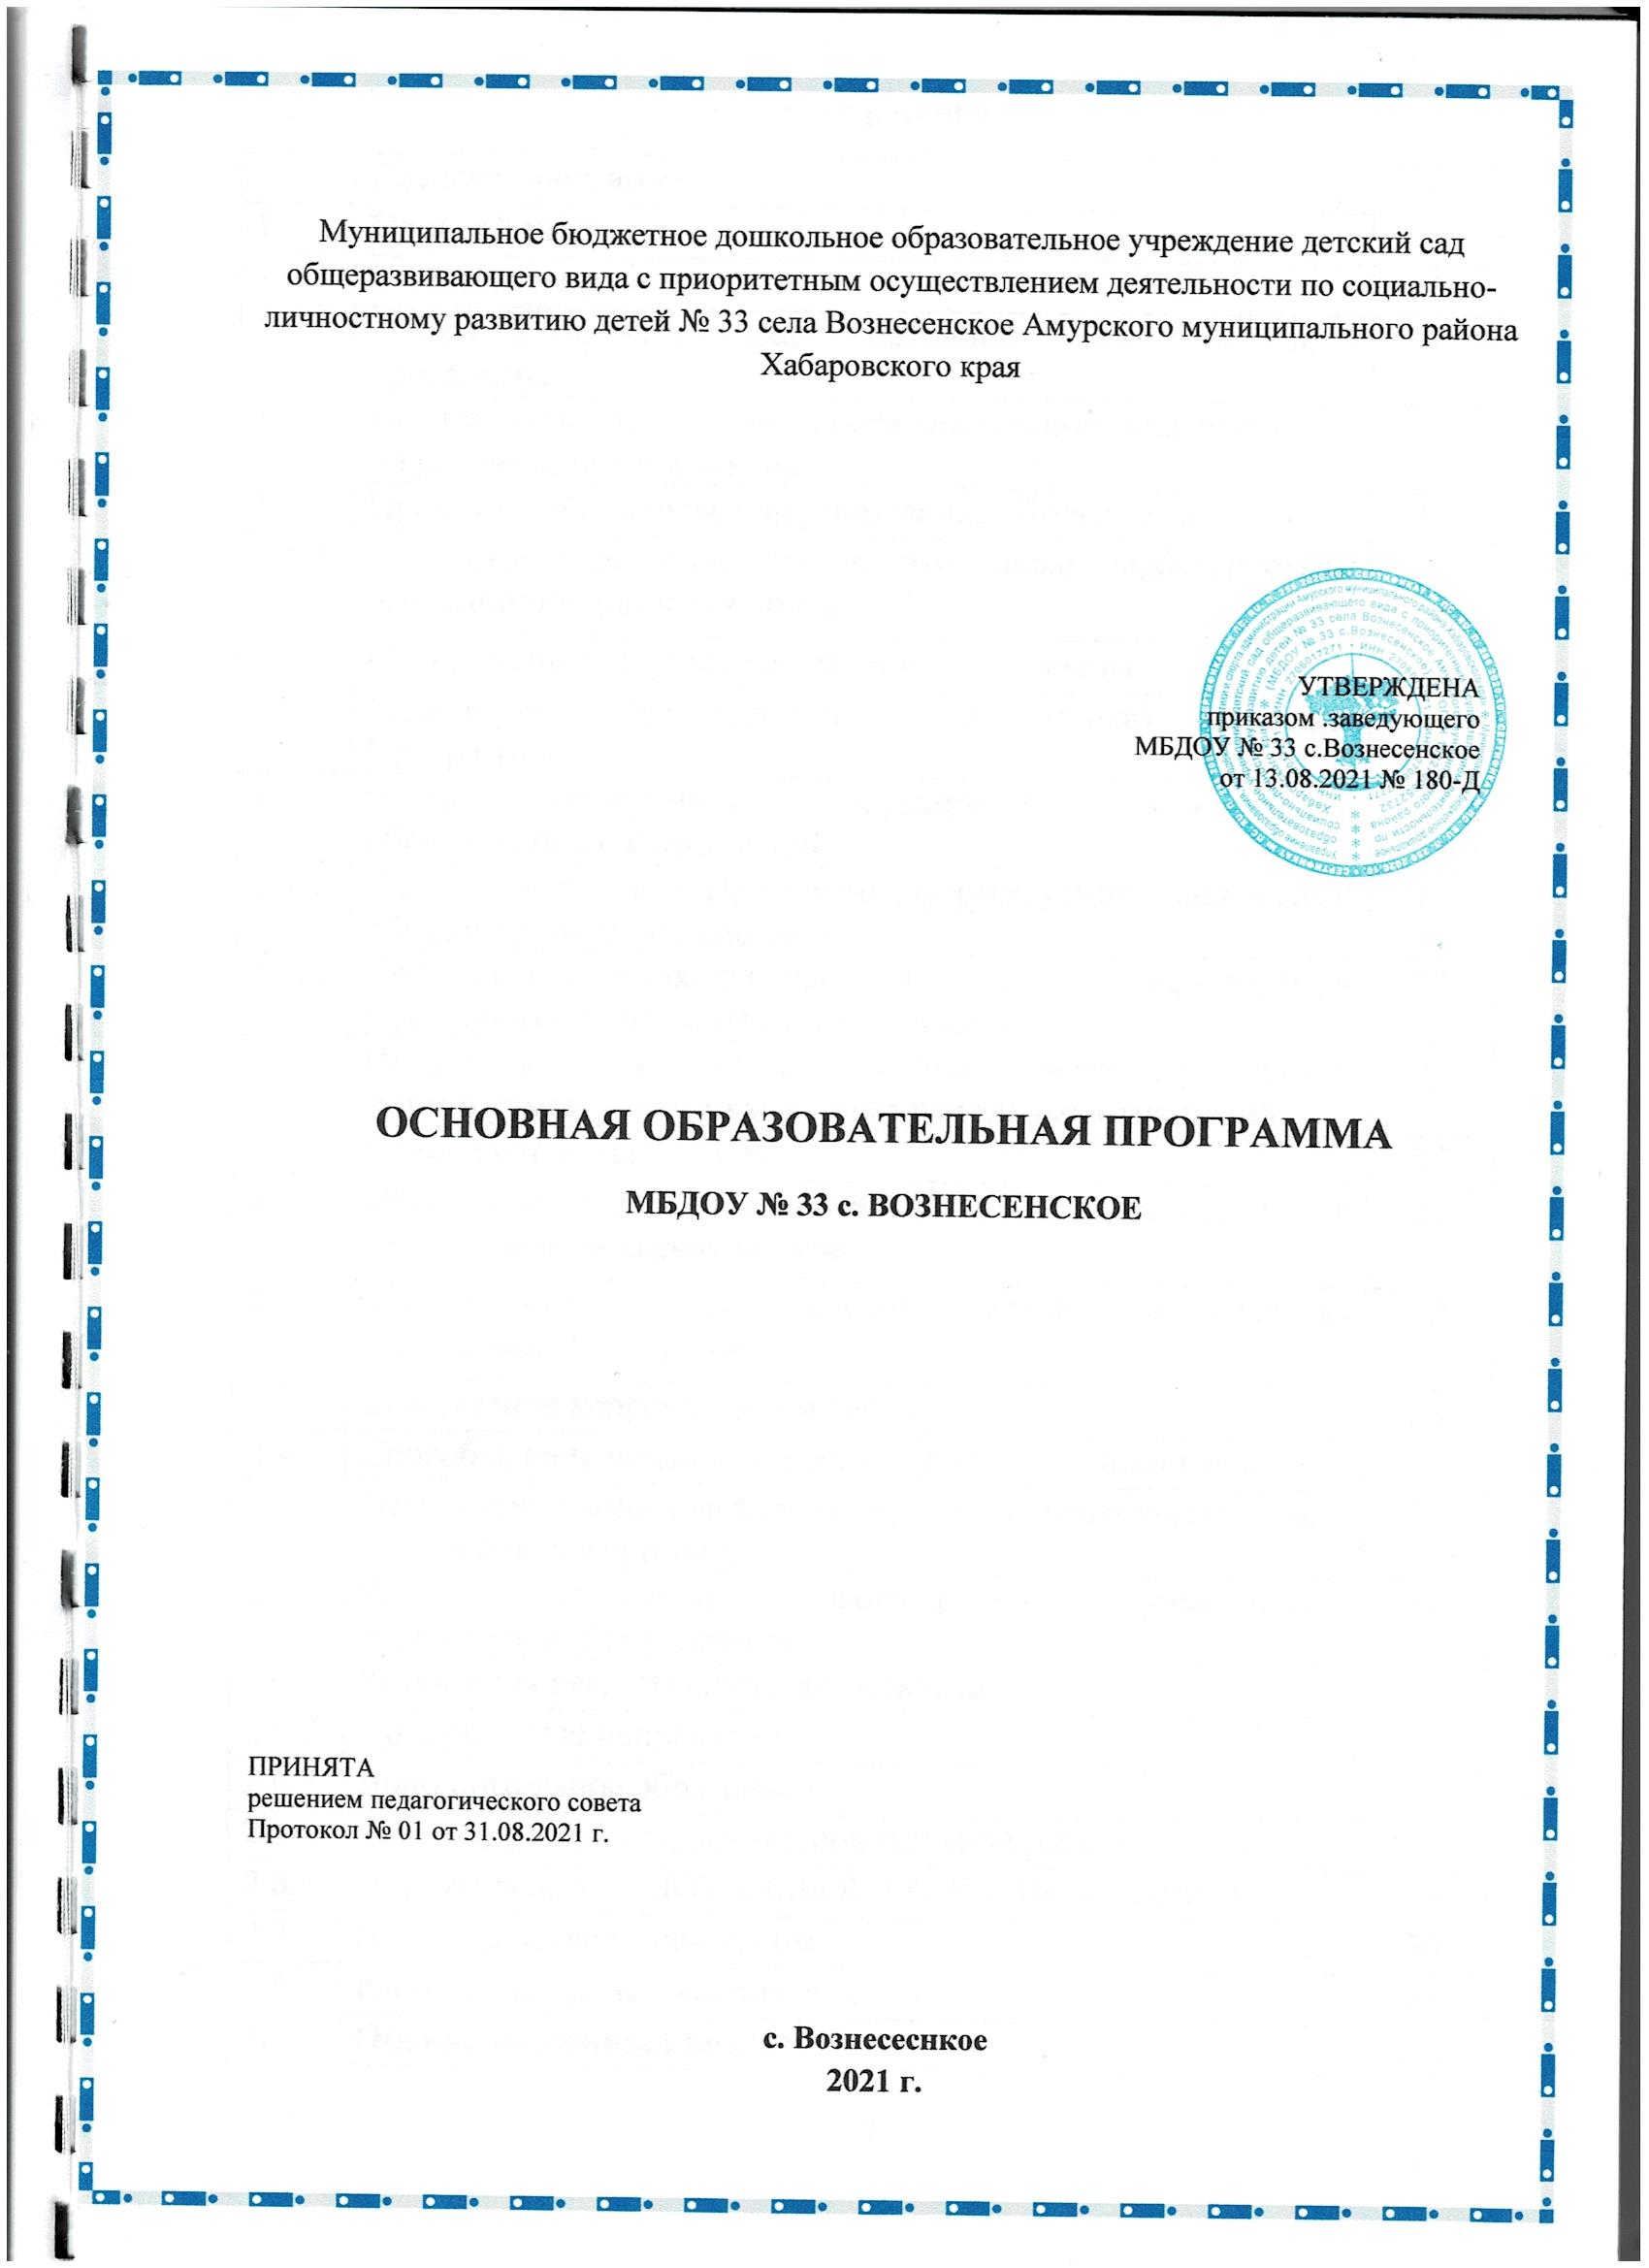 Муниципальное бюджетное дошкольное образовательное учреждение детский сад
общеразвивающего вида с приоритетным осуществлением деятельности по социально-
личностному развитию детей № 33 села Вознесенское Амурского муниципального района
Хабаровского края
УТВЕРЖДЕНА
приказом .заведующего
МБДОУ № 33 с.Вознесенское
от 13.08.2021 № 180-Д
ОСНОВНАЯ ОБРАЗОВАТЕЛЬНАЯ ПРОГРАММА
МБДОУ № 33 с. ВОЗНЕСЕНСКОЕ
ПРИНЯТА
решением педагогического совета
Протокол № 01 от 31.08.2021 г.
с. Вознесеснкое
2021 г.